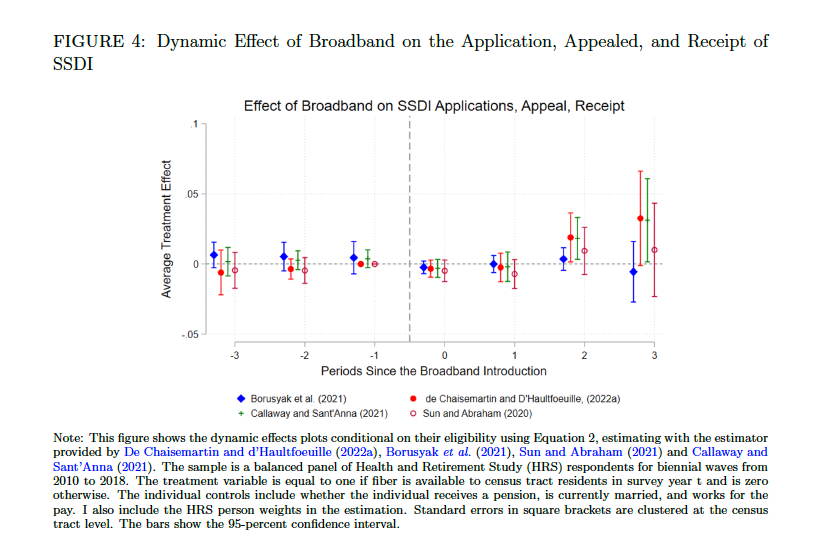 FIGURE 4: Dynamic Effect of Broadband on the Application, Appealed, and Receipt of
SSDI
Effect of Broadband on SSDI Applications, Appeal, Receipt
Average Treatment Effect
.1
.05
0
-.05
-3 -2 -1 0 1 2 3
Periods Since the Broadband Introduction
Borusyak et al. (2021) de Chaisemartin and D'Haultfoeuille, (2022a)
Callaway and Sant'Anna (2021) Sun and Abraham (2020)
Note: This figure shows the dynamic effects plots conditional on their eligibility using Equation 2, estimating with the estimator
provided by De Chaisemartin and d'Haultfoeuille (2022a), Borusyak et al. (2021), Sun and Abraham (2021) and Callaway and
Sant'Anna (2021). The sample is a balanced panel of Health and Retirement Study (HRS) respondents for biennial waves from
2010 to 2018. The treatment variable is equal to one if fiber is available to census tract residents in survey year t and is zero
otherwise. The individual controls include whether the individual receives a pension, is currently married, and works for the
pay. I also include the HRS person weights in the estimation. Standard errors in square brackets are clustered at the census
tract level. The bars show the 95-percent confidence interval.